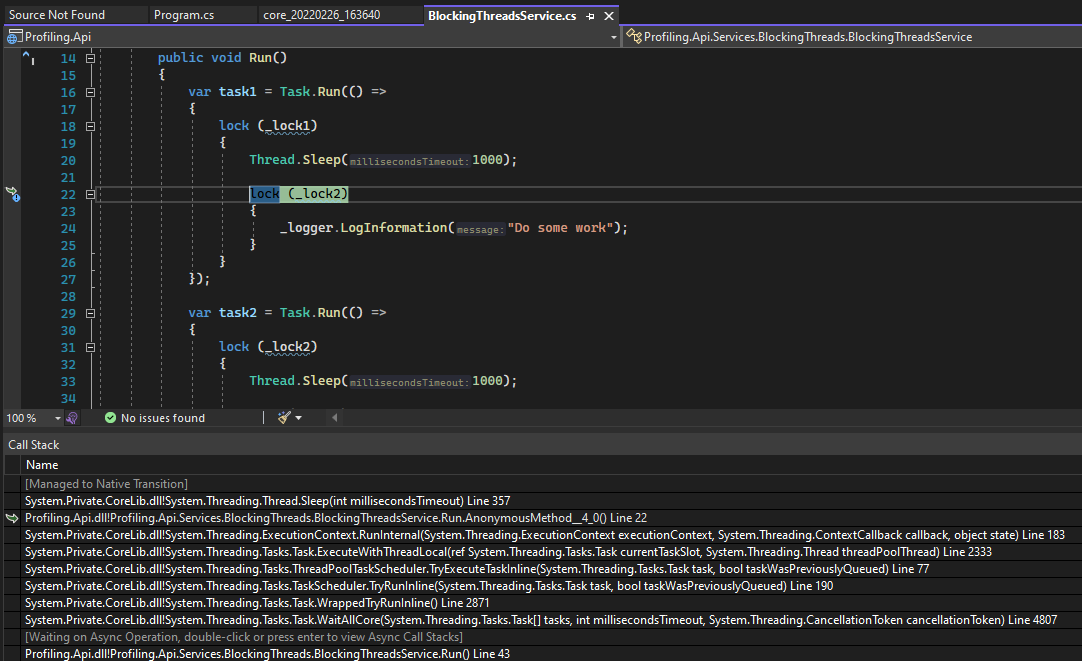 Source Not Found Program.cs core_20220226_163640 BlockingThreadsService.cs
Profiling.Api Profiling.Api.Services.BlockingThreads.BlockingThreadsService
14 public void Run()
15 {
16 var task1 = Task.Run(() =>
17 {
18 lock (_lock1)
19 {
20 Thread.Sleep(millisecondsTimeout: 1000);
21
22 lock (_lock2)
23 {
24 _logger.LogInformation(message: "Do some work");
25 }
26 }
27 });
28
29 var task2 = Task.Run(() =>
30 {
31 lock (_lock2)
32 {
33 Thread.Sleep(millisecondsTimeout: 1000);
34
100 % No issues found
Call Stack
Name
[Managed to Native Transition]
System.Private.CoreLib.dll!System.Threading.Thread.Sleep(int millisecondsTimeout) Line 357
Profiling.Api.dll!Profiling.Api.Services.BlockingThreads.BlockingThreadsService.Run.AnonymousMethod__4_0() Line 22
System.Private.CoreLib.dll!System.Threading.ExecutionContext.RunInternal(System.Threading.ExecutionContext executionContext, System.Threading.ContextCallback callback, object state) Line 183
System.Private.CoreLib.dll!System.Threading.Tasks.Task.ExecuteWithThreadLocal(ref System.Threading.Tasks.Task currentTaskSlot, System.Threading.Thread threadPoolThread) Line 2333
System.Private.CoreLib.dll!System.Threading.Tasks.ThreadPoolTaskScheduler.TryExecuteTaskInline(System.Threading.Tasks.Task task, bool taskWasPreviouslyQueued) Line 77
System.Private.CoreLib.dll!System.Threading.Tasks.TaskScheduler.TryRunInline(System.Threading.Tasks.Task task, bool taskWasPreviouslyQueued) Line 190
System.Private.CoreLib.dll!System.Threading.Tasks.Task.WrappedTryRunInline() Line 2871
System.Private.CoreLib.dll!System.Threading.Tasks.Task.WaitAllCore(System.Threading.Tasks.Task[] tasks, int millisecondsTimeout, System.Threading.CancellationToken cancellationToken) Line 4807
[Waiting on Async Operation, double-click or press enter to view Async Call Stacks]
Profiling.Api.dll!Profiling.Api.Services.BlockingThreads.BlockingThreadsService.Run() Line 43